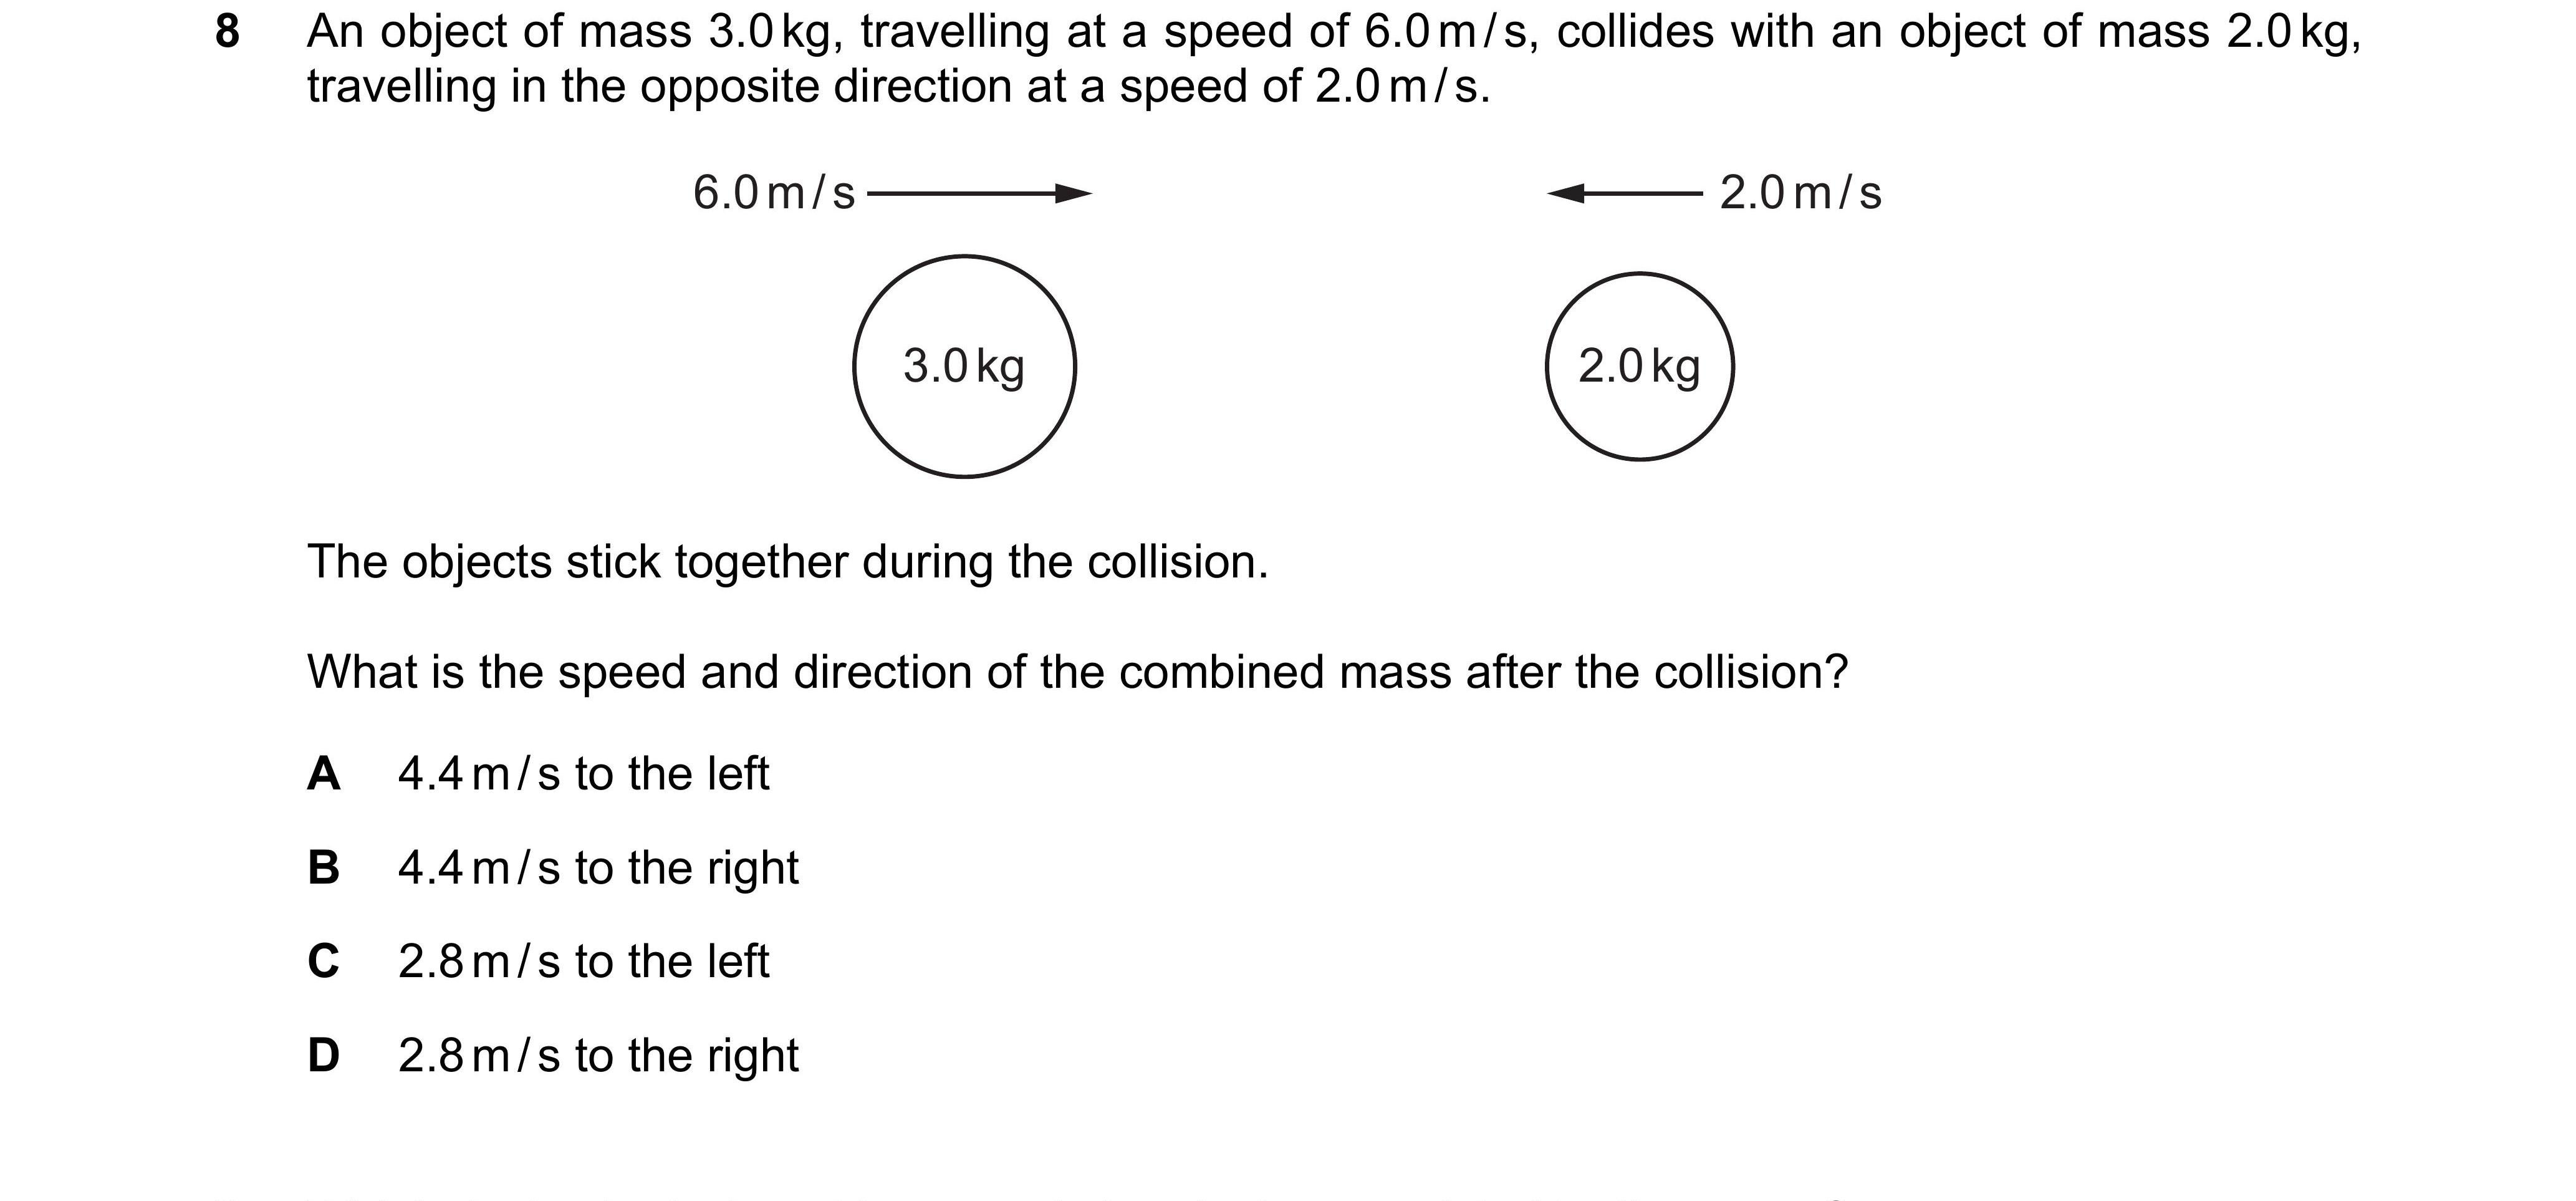 8 An object of mass 3.0 kg, travelling at a speed of 6.0 m / s, collides with an object of mass 2.0 kg,
travelling in the opposite direction at a speed of 2.0 m / s.
6.0 m / s 2.0 m / s
3.0 kg 2.0 kg
The objects stick together during the collision.
What is the speed and direction of the combined mass after the collision?
A 4.4 m / s to the left
B 4.4 m / s to the right
C 2.8 m / s to the left
D 2.8 m / s to the right